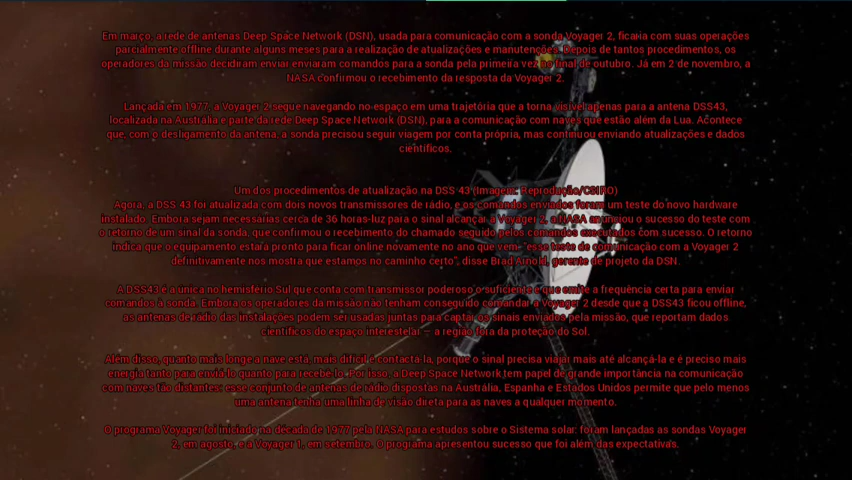 Em março, a rede de antenas Deep Space Network (DSN), usada para comunicação com a sonda Voyager 2, ficaria com suas operações
parcialmente offline durante alguns meses para a realização de atualizações e manutenções. Depois de tantos procedimentos, os
operadores da missão decidiram enviar enviaram comandos para a sonda pela primeira vez no final de outubro. Já em 2 de novembro, a
NASA confirmou o recebimento da resposta da Voyager 2.
Lançada em 1977, a Voyager 2 segue navegando no espaço em uma trajetória que a torna visível apenas para a antena DSS43,
localizada na Austrália e parte da rede Deep Space Network (DSN), para a comunicação com naves que estão além da Lua. Acontece
que, com o desligamento da antena, a sonda precisou seguir viagem por conta própria, mas continuou enviando atualizações e dados
científicos.
Um dos procedimentos de atualização na DSS 43 (Imagem: Reprodução/CSIRO)
Agora, a DSS 43 foi atualizada com dois novos transmissores de rádio, e os comandos enviados foram um teste do novo hardware
instalado. Embora sejam necessárias cerca de 36 horas-luz para o sinal alcançar a Voyager 2, a NASA anunciou o sucesso do teste com
o retorno de um sinal da sonda, que confirmou o recebimento do chamado seguido pelos comandos executados com sucesso. O retorno
indica que o equipamento estará pronto para ficar online novamente no ano que vem: "esse teste de comunicação com a Voyager 2
definitivamente nos mostra que estamos no caminho certo", disse Brad Arnold, gerente de projeto da DSN.
A DSS43 é a única no hemisfério Sul que conta com transmissor poderoso o suficiente e que emite a frequência certa para enviar
comandos à sonda. Embora os operadores da missão não tenham conseguido comandar a Voyager 2 desde que a DSS43 ficou offline,
as antenas de rádio das instalações podem ser usadas juntas para captar os sinais enviados pela missão, que reportam dados
científicos do espaço interestelar — a região fora da proteção do Sol.
Além disso, quanto mais longe a nave está, mais difícil é contatá-la, porque o sinal precisa viajar mais até alcançá-la e é preciso mais
energia tanto para enviá-lo quanto para recebê-lo. Por isso, a Deep Space Network tem papel de grande importância na comunicação
com naves tão distantes: esse conjunto de antenas de rádio dispostas na Austrália, Espanha e Estados Unidos permite que pelo menos
uma antena tenha uma linha de visão direta para as naves a qualquer momento.
O programa Voyager foi iniciado na década de 1977 pela NASA para estudos sobre o Sistema solar: foram lançadas as sondas Voyager
2, em agosto, e a Voyager 1, em setembro. O programa apresentou sucesso que foi além das expectativas.